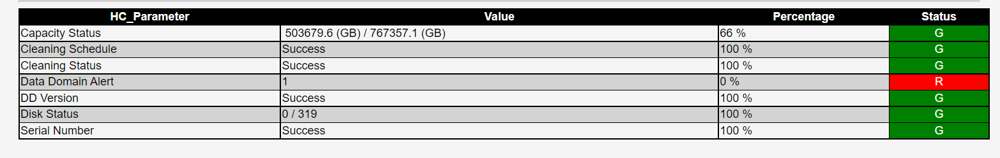 HC_Parameter Value Percentage Status
Capacity Status 503679.6 (GB) / 767357.1 (GB) 66 % G
Cleaning Schedule Success 100 % G
Cleaning Status Success 100 % G
Data Domain Alert 1 0 % R
DD Version Success 100 % G
Disk Status 0 / 319 100 % G
Serial Number Success 100 % G